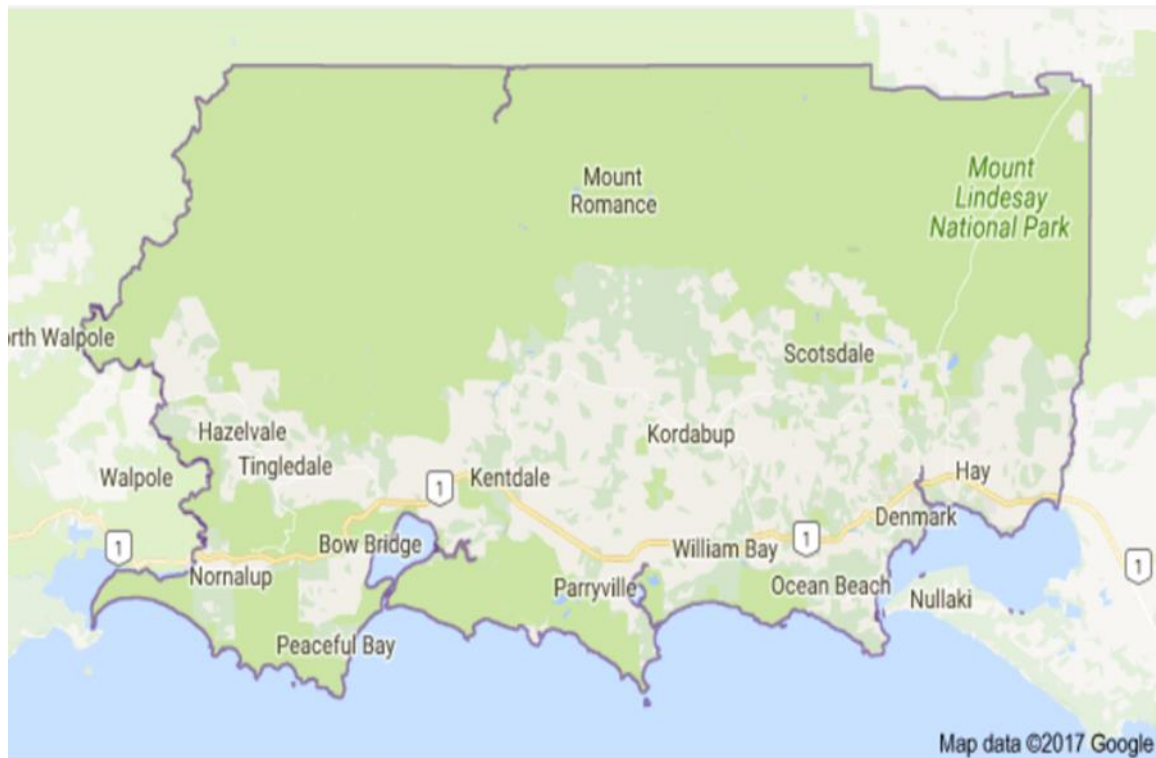 Mount
Romance
Mount
Lindesay
National Park
orth Walpole
Scotsdale
Hazelvale
Kordabup
Tingledale
Walpole
Kentdale
Hay
1
Denmark
1
Bow Bridge
William Bay
1
1
Nornalup
Parryville
Ocean Beach
Nullaki
Peaceful Bay
Map data ©2017 Google